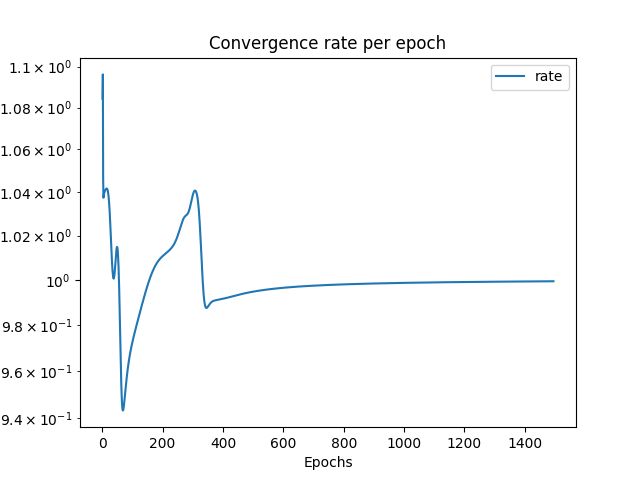 Convergence rate per epoch
rate
1.1 × 10⁰
1.08 × 10⁰
1.06 × 10⁰
1.04 × 10⁰
1.02 × 10⁰
10⁰
9.8 × 10⁻¹
9.6 × 10⁻¹
9.4 × 10⁻¹
0 200 400 600 800 1000 1200 1400
Epochs